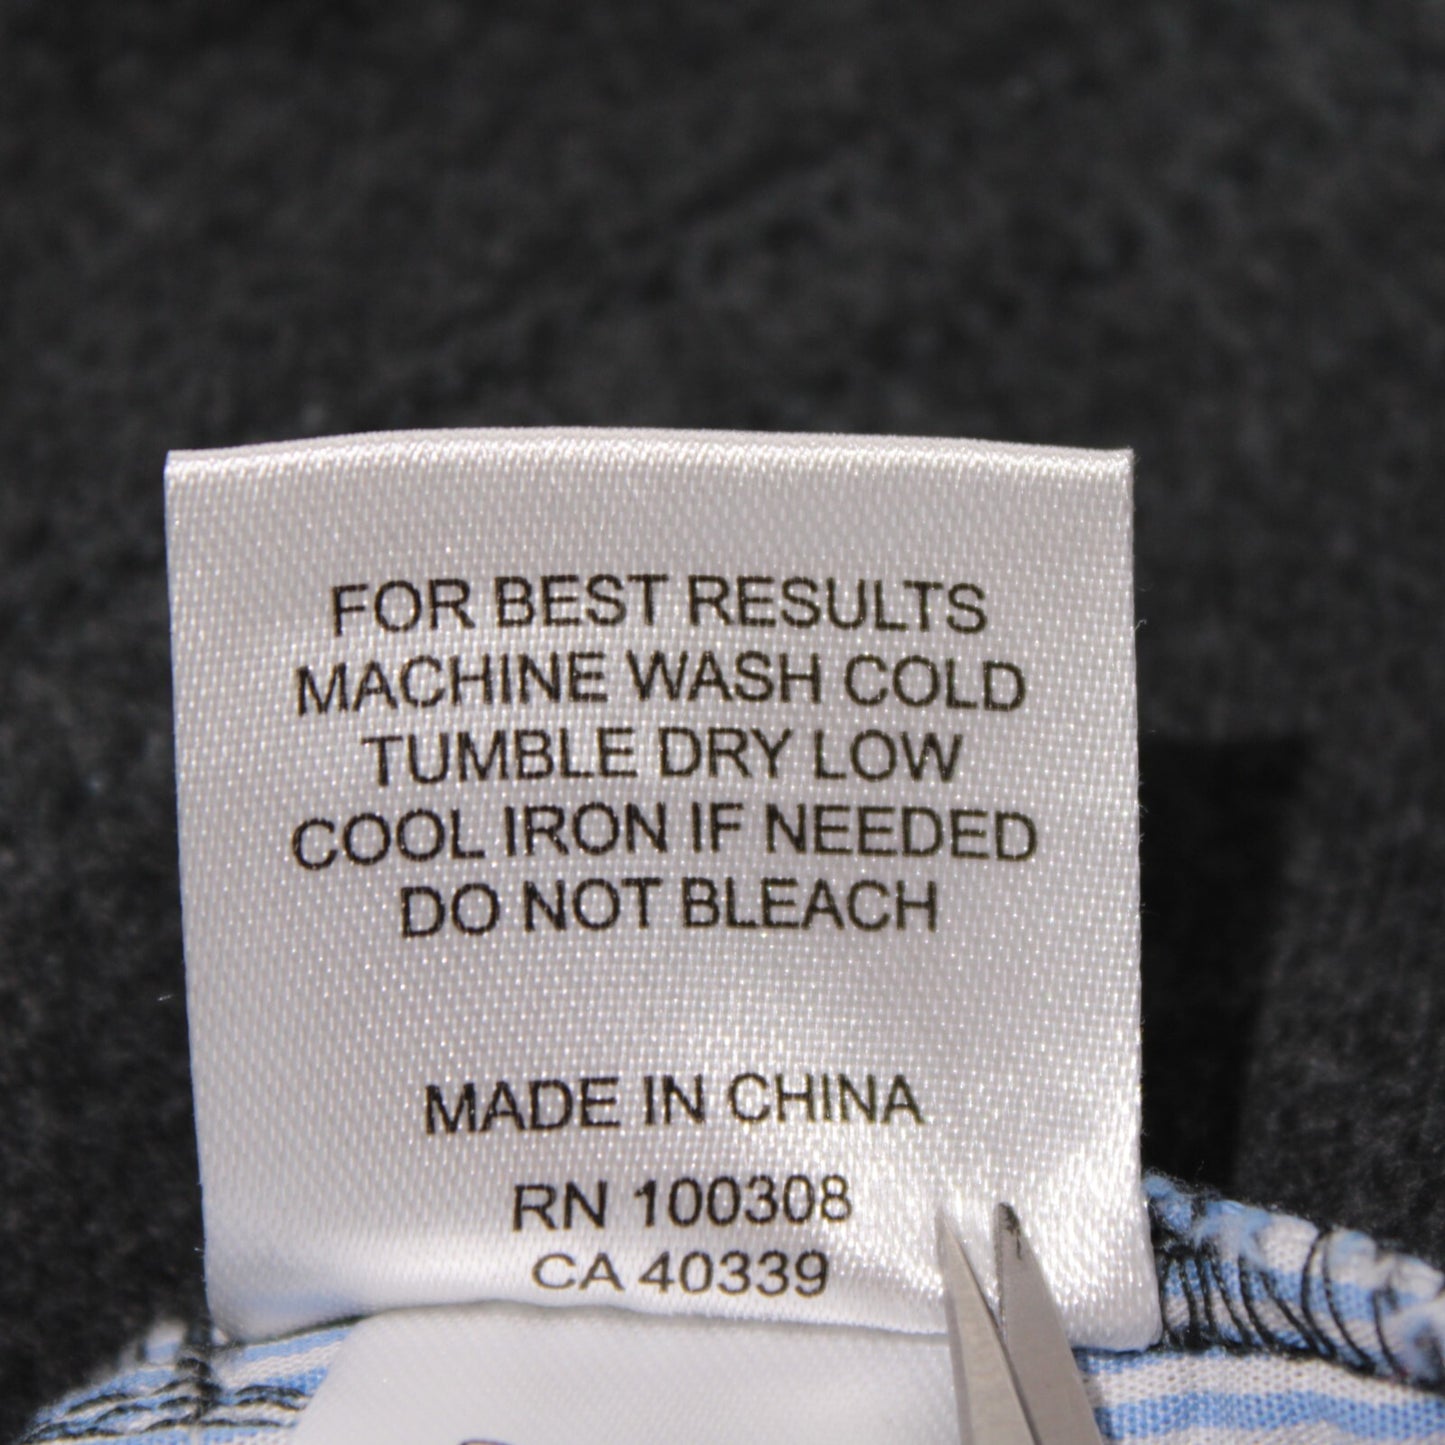 FOR BEST RESULTS
MACHINE WASH COLD
TUMBLE DRY LOW
COOL IRON IF NEEDED
DO NOT BLEACH
MADE IN CHINA
RN 100308
CA 40339